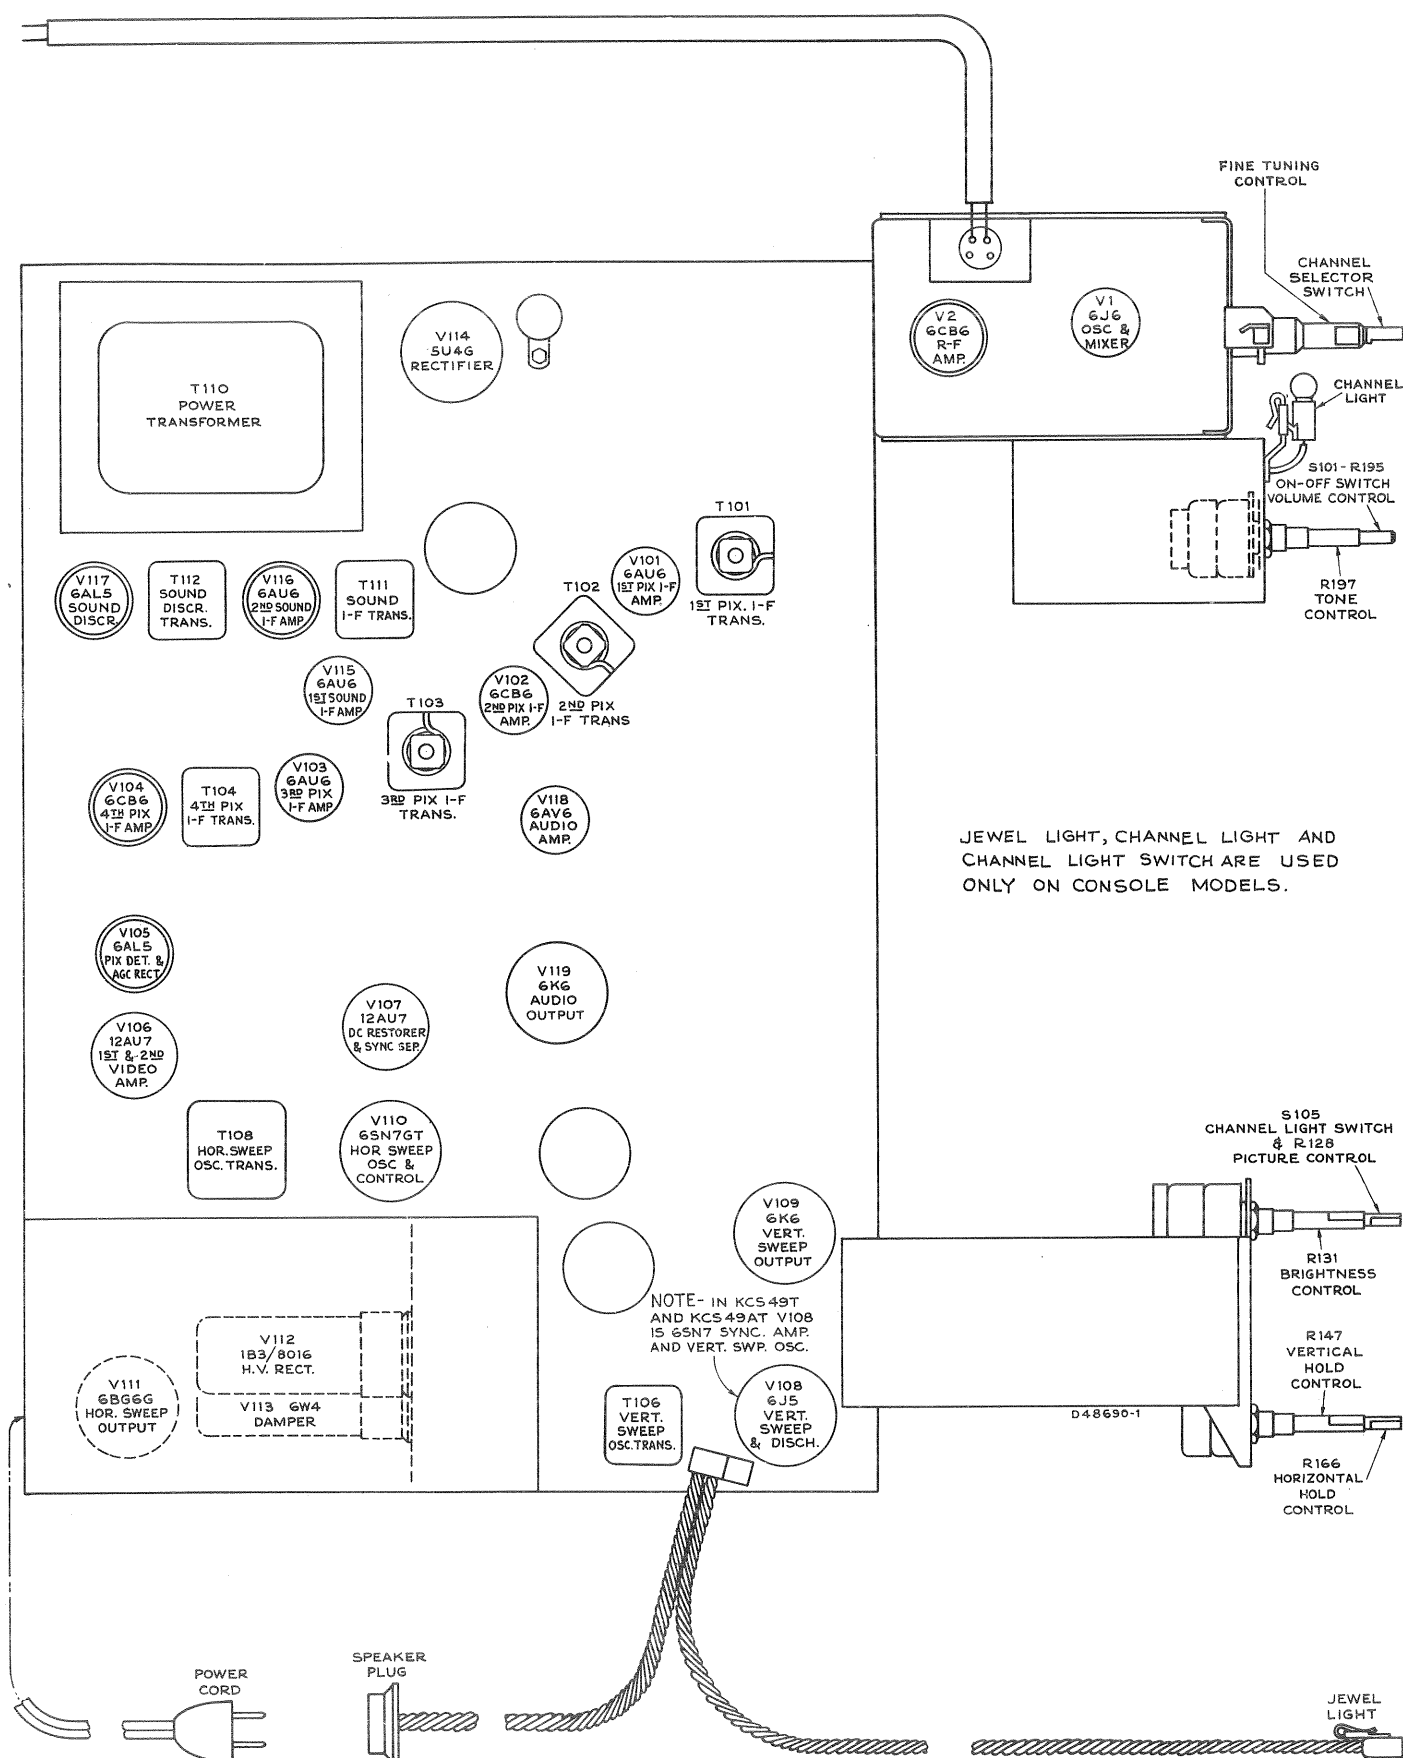 FINE TUNING
CONTROL
CHANNEL
SELECTOR
SWITCH
V2
6CB6
R-F
AMP.
V1
6J6
OSC &
MIXER
V114
5U4G
RECTIFIER
T110
POWER
TRANSFORMER
CHANNEL
LIGHT
S101-R195
ON-OFF SWITCH
VOLUME CONTROL
R197
TONE
CONTROL
T101
1ST PIX. I-F
TRANS.
V101
6AU6
1ST PIX I-F
AMP.
T102
2ND PIX
I-F TRANS
V117
6AL5
SOUND
DISCR.
T112
SOUND
DISCR.
TRANS.
V116
6AU6
2ND SOUND
I-F AMP.
T111
SOUND
I-F TRANS.
V115
6AU6
1ST SOUND
I-F AMP.
V102
6CB6
2ND PIX I-F
AMP.
T103
3RD PIX I-F
TRANS.
V104
6CB6
4TH PIX
I-F AMP
T104
4TH PIX
I-F TRANS.
V103
6AU6
3RD PIX
I-F AMP
V118
6AV6
AUDIO
AMP.
JEWEL LIGHT, CHANNEL LIGHT AND
CHANNEL LIGHT SWITCH ARE USED
ONLY ON CONSOLE MODELS.
V105
6AL5
PIX DET. &
AGC RECT
V119
6K6
AUDIO
OUTPUT
V107
12AU7
DC RESTORER
& SYNC SEP.
V106
12AU7
1ST & 2ND
VIDEO
AMP.
T108
HOR. SWEEP
OSC. TRANS.
V110
6SN7GT
HOR SWEEP
OSC &
CONTROL
S105
CHANNEL LIGHT SWITCH
& R128
PICTURE CONTROL
V109
6K6
VERT.
SWEEP
OUTPUT
R131
BRIGHTNESS
CONTROL
NOTE- IN KCS49T
AND KCS49AT V108
IS 6SN7 SYNC. AMP.
AND VERT. SWP. OSC.
V112
1B3/8016
H.V. RECT.
V113 6W4
DAMPER
V111
6BG6G
HOR. SWEEP
OUTPUT
T106
VERT.
SWEEP
OSC. TRANS.
V108
6J5
VERT.
SWEEP
& DISCH.
R147
VERTICAL
HOLD
CONTROL
D48690-1
R166
HORIZONTAL
HOLD
CONTROL
POWER
CORD
SPEAKER
PLUG
JEWEL
LIGHT